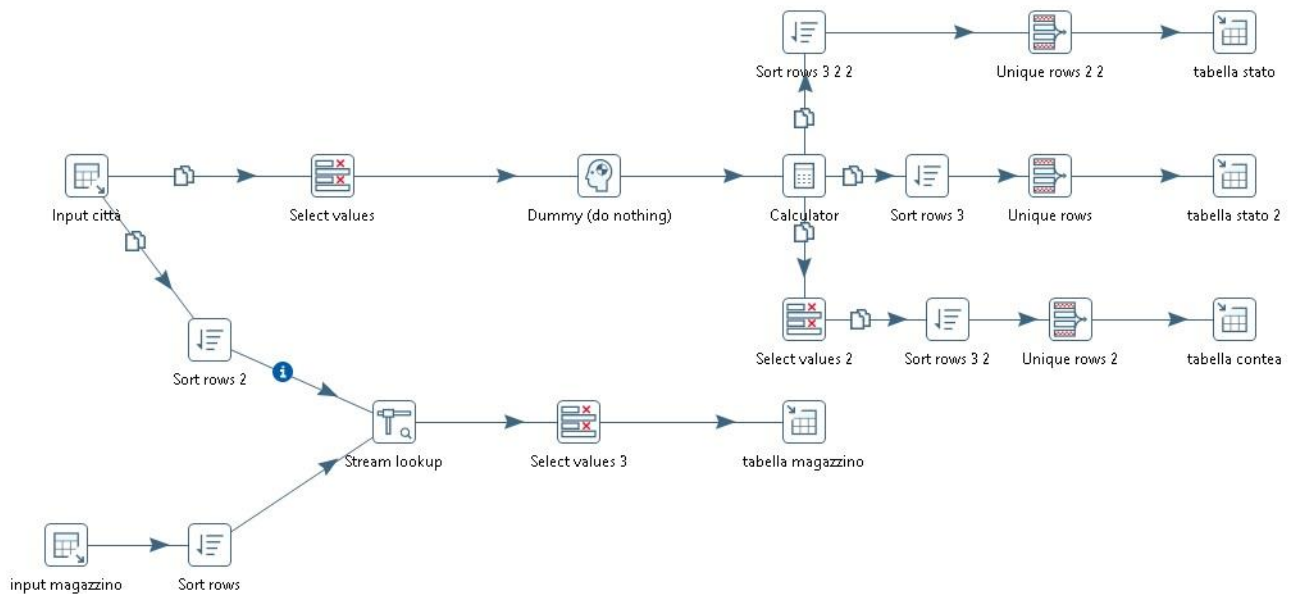 Sort rows 3 2 2
Unique rows 2 2
tabella stato
Input città
Select values
Dummy (do nothing)
Calculator
Sort rows 3
Unique rows
tabella stato 2
Sort rows 2
i
Select values 2
Sort rows 3 2
Unique rows 2
tabella contea
Stream lookup
Select values 3
tabella magazzino
input magazzino
Sort rows